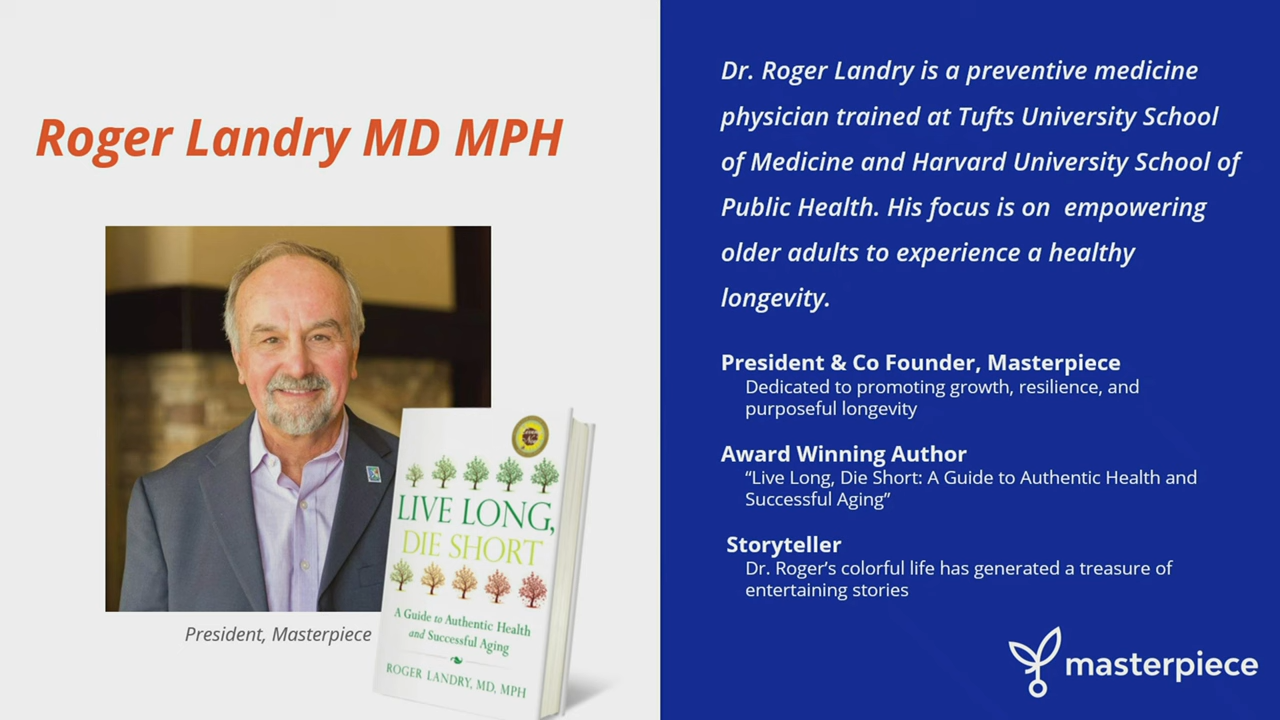 Roger Landry MD MPH
President, Masterpiece
LIVE LONG,
DIE SHORT
A Guide to Authentic Health
and Successful Aging
ROGER LANDRY, MD, MPH
Dr. Roger Landry is a preventive medicine
physician trained at Tufts University School
of Medicine and Harvard University School of
Public Health. His focus is on  empowering
older adults to experience a healthy
longevity.
President & Co Founder, Masterpiece
Dedicated to promoting growth, resilience, and
purposeful longevity
Award Winning Author
“Live Long, Die Short: A Guide to Authentic Health and
Successful Aging”
Storyteller
Dr. Roger’s colorful life has generated a treasure of
entertaining stories
masterpiece